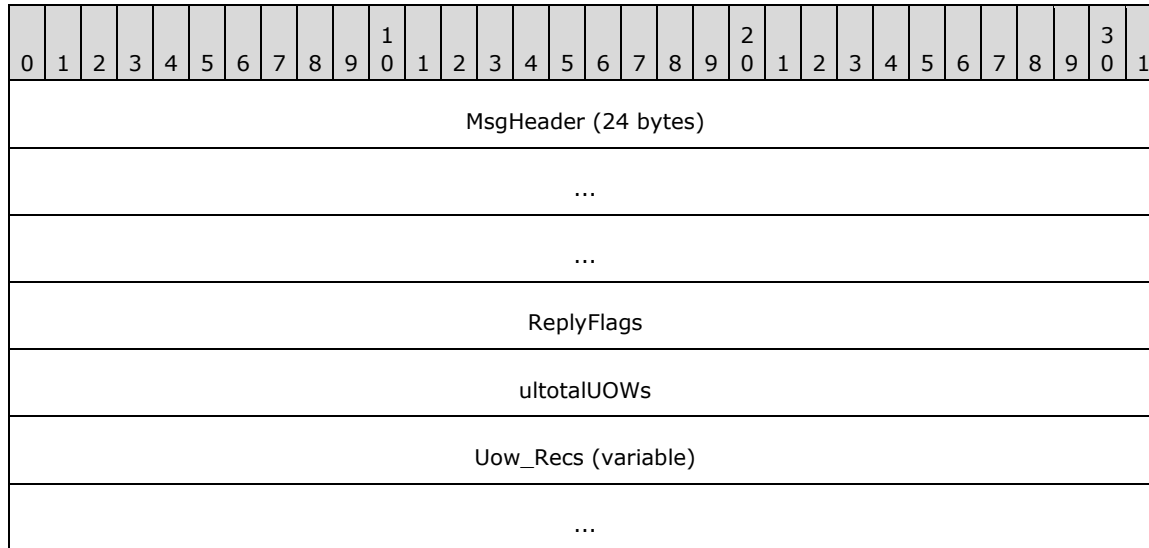 1 2 3
0 1 2 3 4 5 6 7 8 9 0 1 2 3 4 5 6 7 8 9 0 1 2 3 4 5 6 7 8 9 0 1
MsgHeader (24 bytes)
...
...
ReplyFlags
ultotalUOWs
Uow_Recs (variable)
...